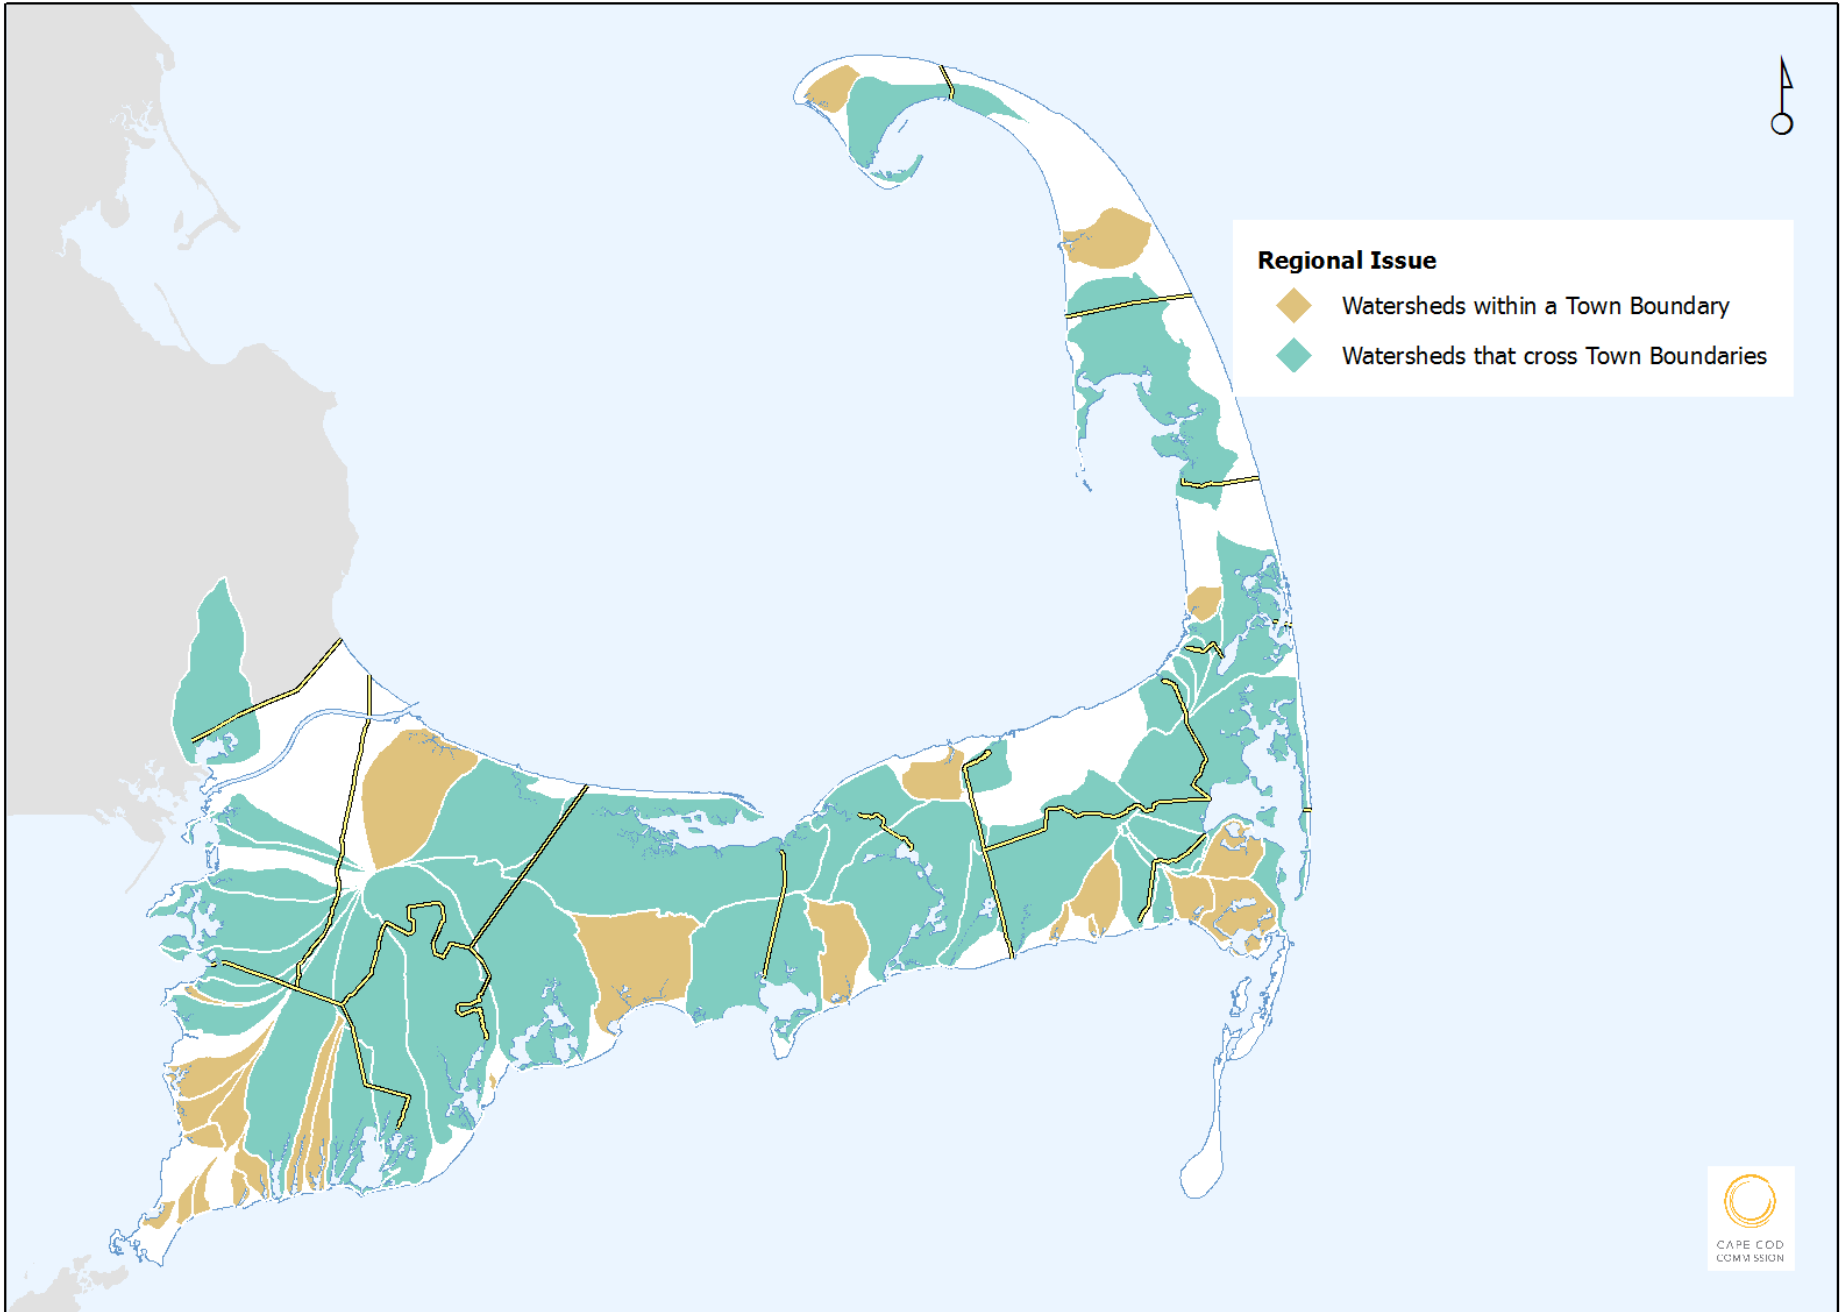 Regional Issue
Watersheds within a Town Boundary
Watersheds that cross Town Boundaries
CAPE COD
COMMISSION